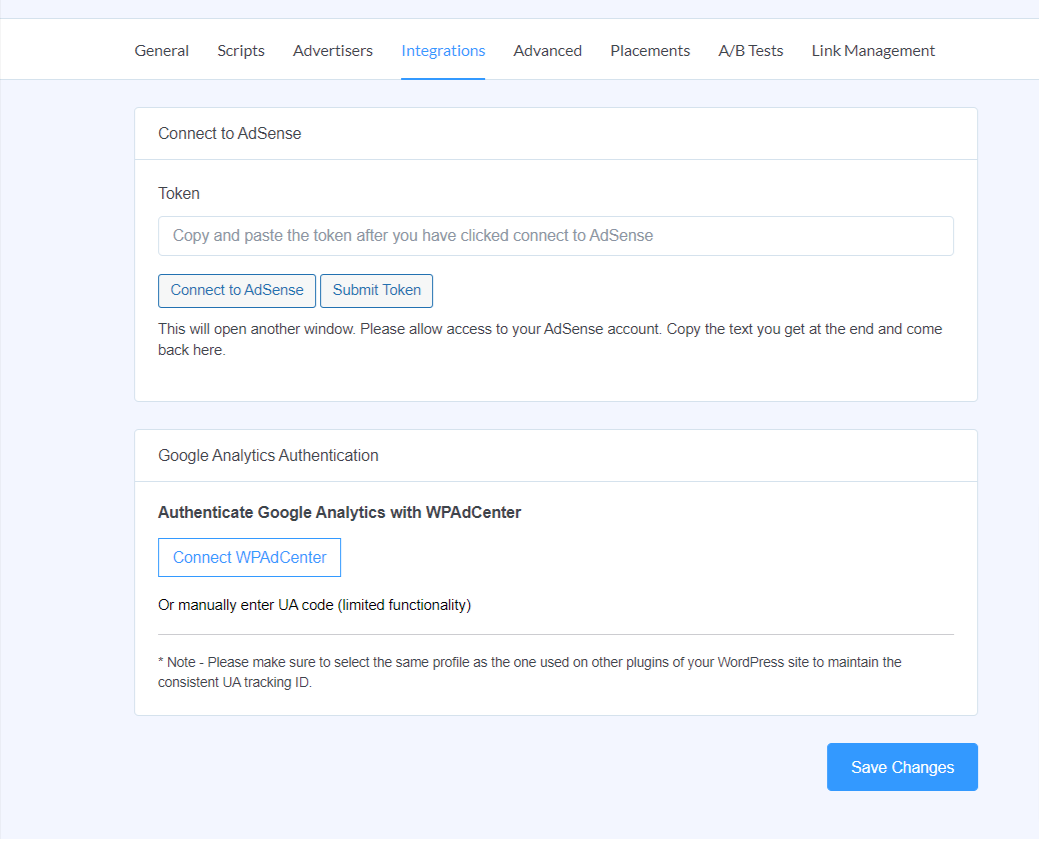 General Scripts Advertisers Integrations Advanced Placements A/B Tests Link Management
Connect to AdSense
Token
Copy and paste the token after you have clicked connect to AdSense
Connect to AdSense Submit Token
This will open another window. Please allow access to your AdSense account. Copy the text you get at the end and come
back here.
Google Analytics Authentication
Authenticate Google Analytics with WPAdCenter
Connect WPAdCenter
Or manually enter UA code (limited functionality)
* Note - Please make sure to select the same profile as the one used on other plugins of your WordPress site to maintain the
consistent UA tracking ID.
Save Changes